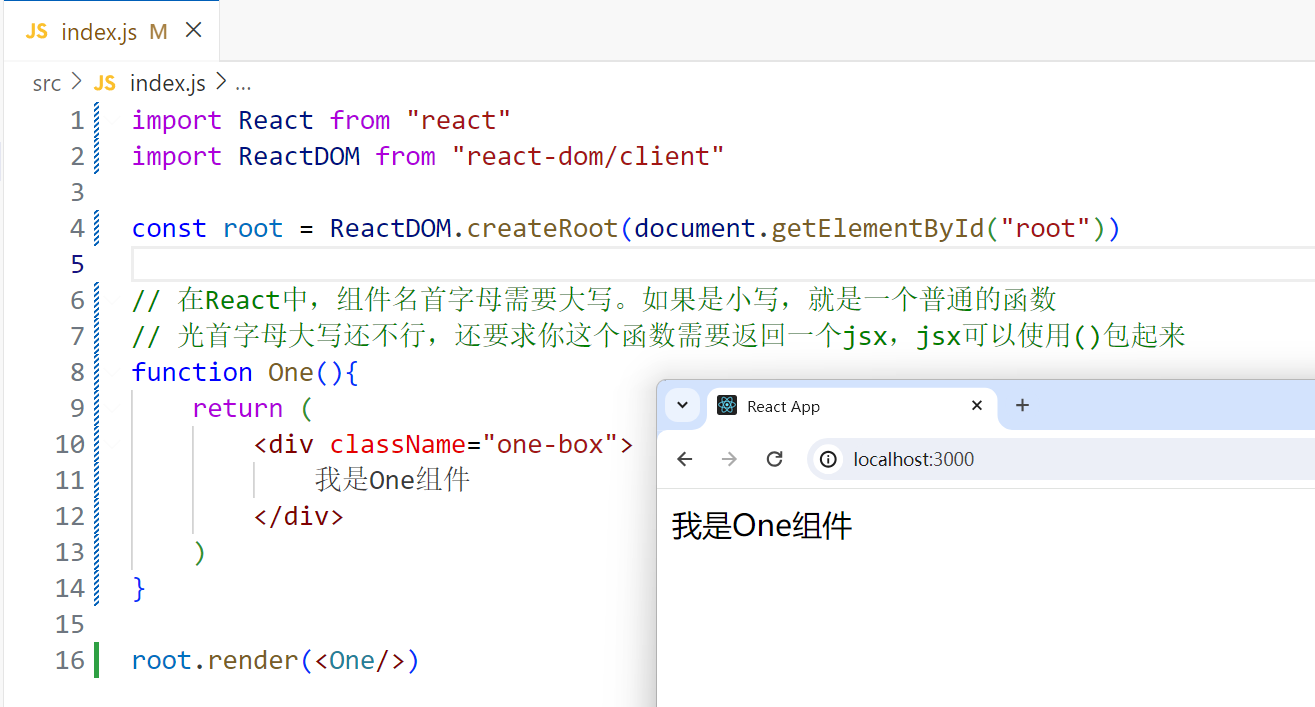 JS index.js M
src > JS index.js > ...
1 import React from "react"
2 import ReactDOM from "react-dom/client"
3
4 const root = ReactDOM.createRoot(document.getElementById("root"))
5
6 // 在React中，组件名首字母需要大写。如果是小写，就是一个普通的函数
7 // 光首字母大写还不行，还要求你这个函数需要返回一个jsx，jsx可以使用()包起来
8 function One(){
9 return (
10 <div className="one-box">
11 我是One组件
12 </div>
13 )
14 }
15
16 root.render(<One/>)
React App
localhost:3000
我是One组件